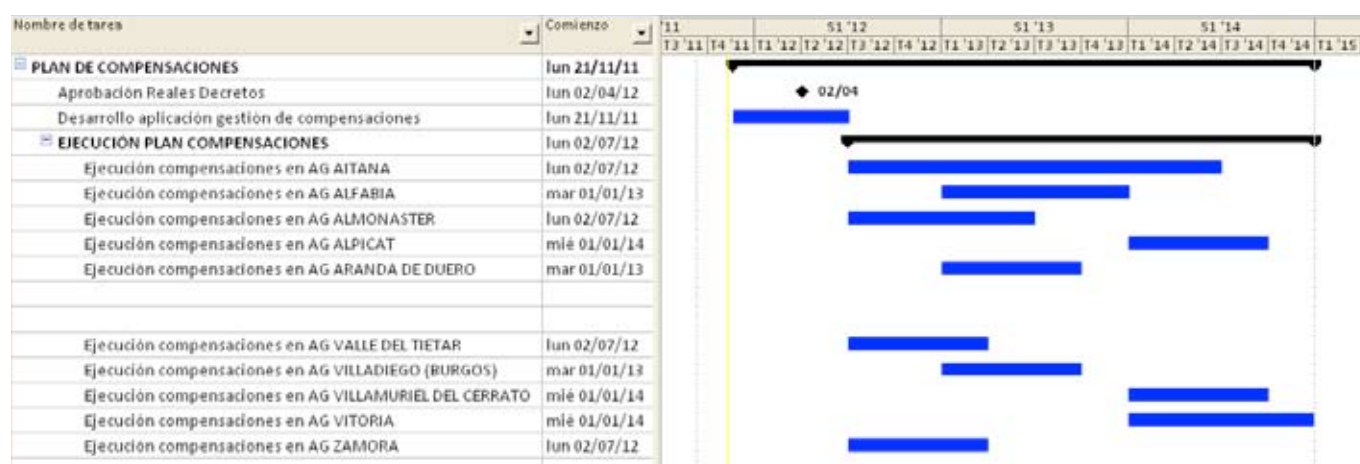 Nombre de tarea Comienzo '11 S1 '12 S1 '13 S1 '14
T3 '11 T4 '11 T1 '12 T2 '12 T3 '12 T4 '12 T1 '13 T2 '13 T3 '13 T4 '13 T1 '14 T2 '14 T3 '14 T4 '14 T1 '15
PLAN DE COMPENSACIONES lun 21/11/11
Aprobación Reales Decretos lun 02/04/12 02/04
Desarrollo aplicación gestión de compensaciones lun 21/11/11
EJECUCIÓN PLAN COMPENSACIONES lun 02/07/12
Ejecución compensaciones en AG AITANA lun 02/07/12
Ejecución compensaciones en AG ALFABIA mar 01/01/13
Ejecución compensaciones en AG ALMONASTER lun 02/07/12
Ejecución compensaciones en AG ALPICAT mié 01/01/14
Ejecución compensaciones en AG ARANDA DE DUERO mar 01/01/13
Ejecución compensaciones en AG VALLE DEL TIETAR lun 02/07/12
Ejecución compensaciones en AG VILLADIEGO (BURGOS) mar 01/01/13
Ejecución compensaciones en AG VILLAMURIEL DEL CERRATO mié 01/01/14
Ejecución compensaciones en AG VITORIA mié 01/01/14
Ejecución compensaciones en AG ZAMORA lun 02/07/12